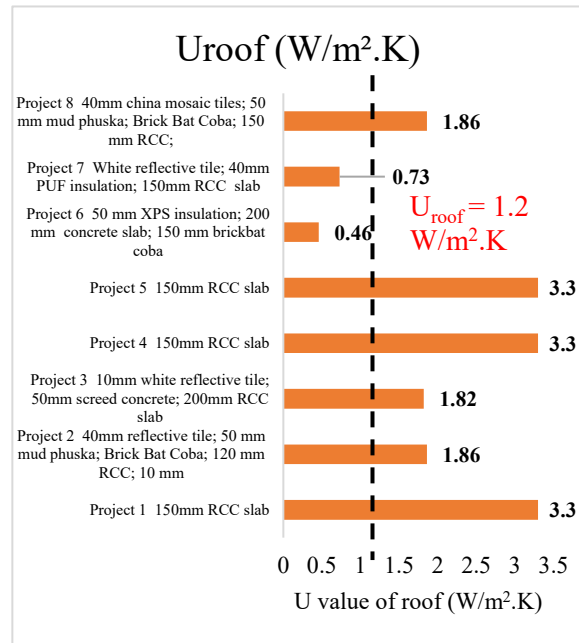 Uroof (W/m².K)
Project 8 40mm china mosaic tiles; 50
mm mud phuska; Brick Bat Coba; 150
mm RCC;
1.86
Project 7 White reflective tile; 40mm
PUF insulation; 150mm RCC slab
0.73
Project 6 50 mm XPS insulation; 200
mm concrete slab; 150 mm brickbat
coba
0.46
Uroof = 1.2
W/m².K
Project 5 150mm RCC slab
3.3
Project 4 150mm RCC slab
3.3
Project 3 10mm white reflective tile;
50mm screed concrete; 200mm RCC
slab
1.82
Project 2 40mm reflective tile; 50 mm
mud phuska; Brick Bat Coba; 120 mm
RCC; 10 mm
1.86
Project 1 150mm RCC slab
3.3
0 0.5 1 1.5 2 2.5 3 3.5
U value of roof (W/m².K)